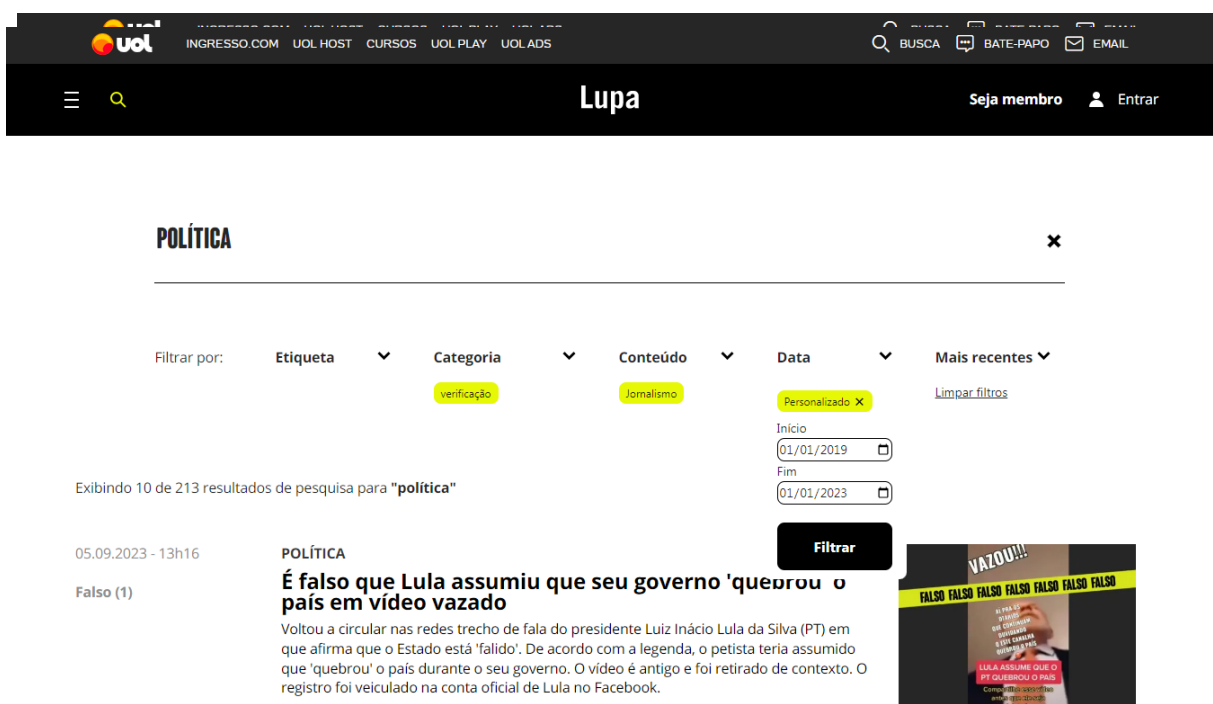 uol INGRESSO.COM UOL HOST CURSOS UOL PLAY UOL ADS BUSCA BATE-PAPO EMAIL
Lupa Seja membro Entrar
POLÍTICA
Filtrar por: Etiqueta Categoria Conteúdo Data Mais recentes
verificação Jornalismo Personalizado Limpar filtros
Início
01/01/2019
Fim
01/01/2023
Exibindo 10 de 213 resultados de pesquisa para "política"
Filtrar
05.09.2023 - 13h16 POLÍTICA
Falso (1)
É falso que Lula assumiu que seu governo 'quebrou' o
país em vídeo vazado
Voltou a circular nas redes trecho de fala do presidente Luiz Inácio Lula da Silva (PT) em
que afirma que o Estado está 'falido'. De acordo com a legenda, o petista teria assumido
que 'quebrou' o país durante o seu governo. O vídeo é antigo e foi retirado de contexto. O
registro foi veiculado na conta oficial de Lula no Facebook.
VAZOU!!!
FALSO FALSO FALSO FALSO FALSO FALSO
LULA ASSUME QUE O
PT QUEBROU O PAÍS